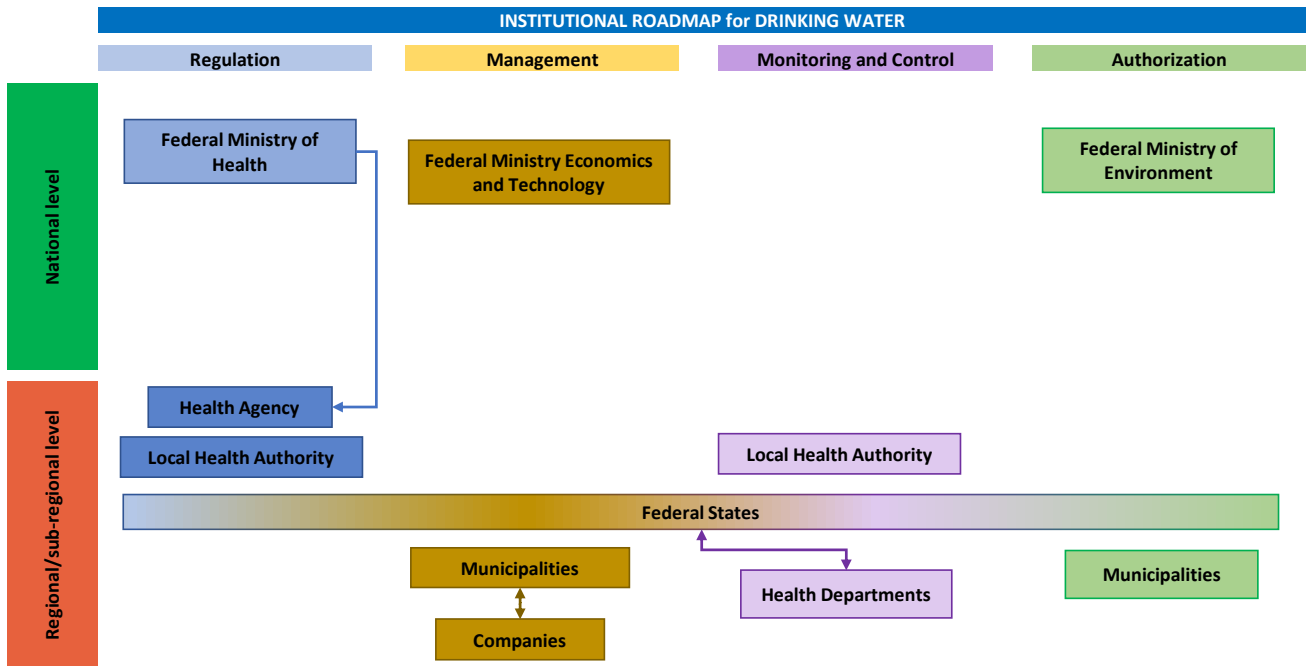 INSTITUTIONAL ROADMAP for DRINKING WATER
Regulation
Management
Monitoring and Control
Authorization
National level
Federal Ministry of
Health
Federal Ministry Economics
and Technology
Federal Ministry of
Environment
Regional/sub-regional level
Health Agency
Local Health Authority
Local Health Authority
Federal States
Municipalities
Health Departments
Municipalities
Companies